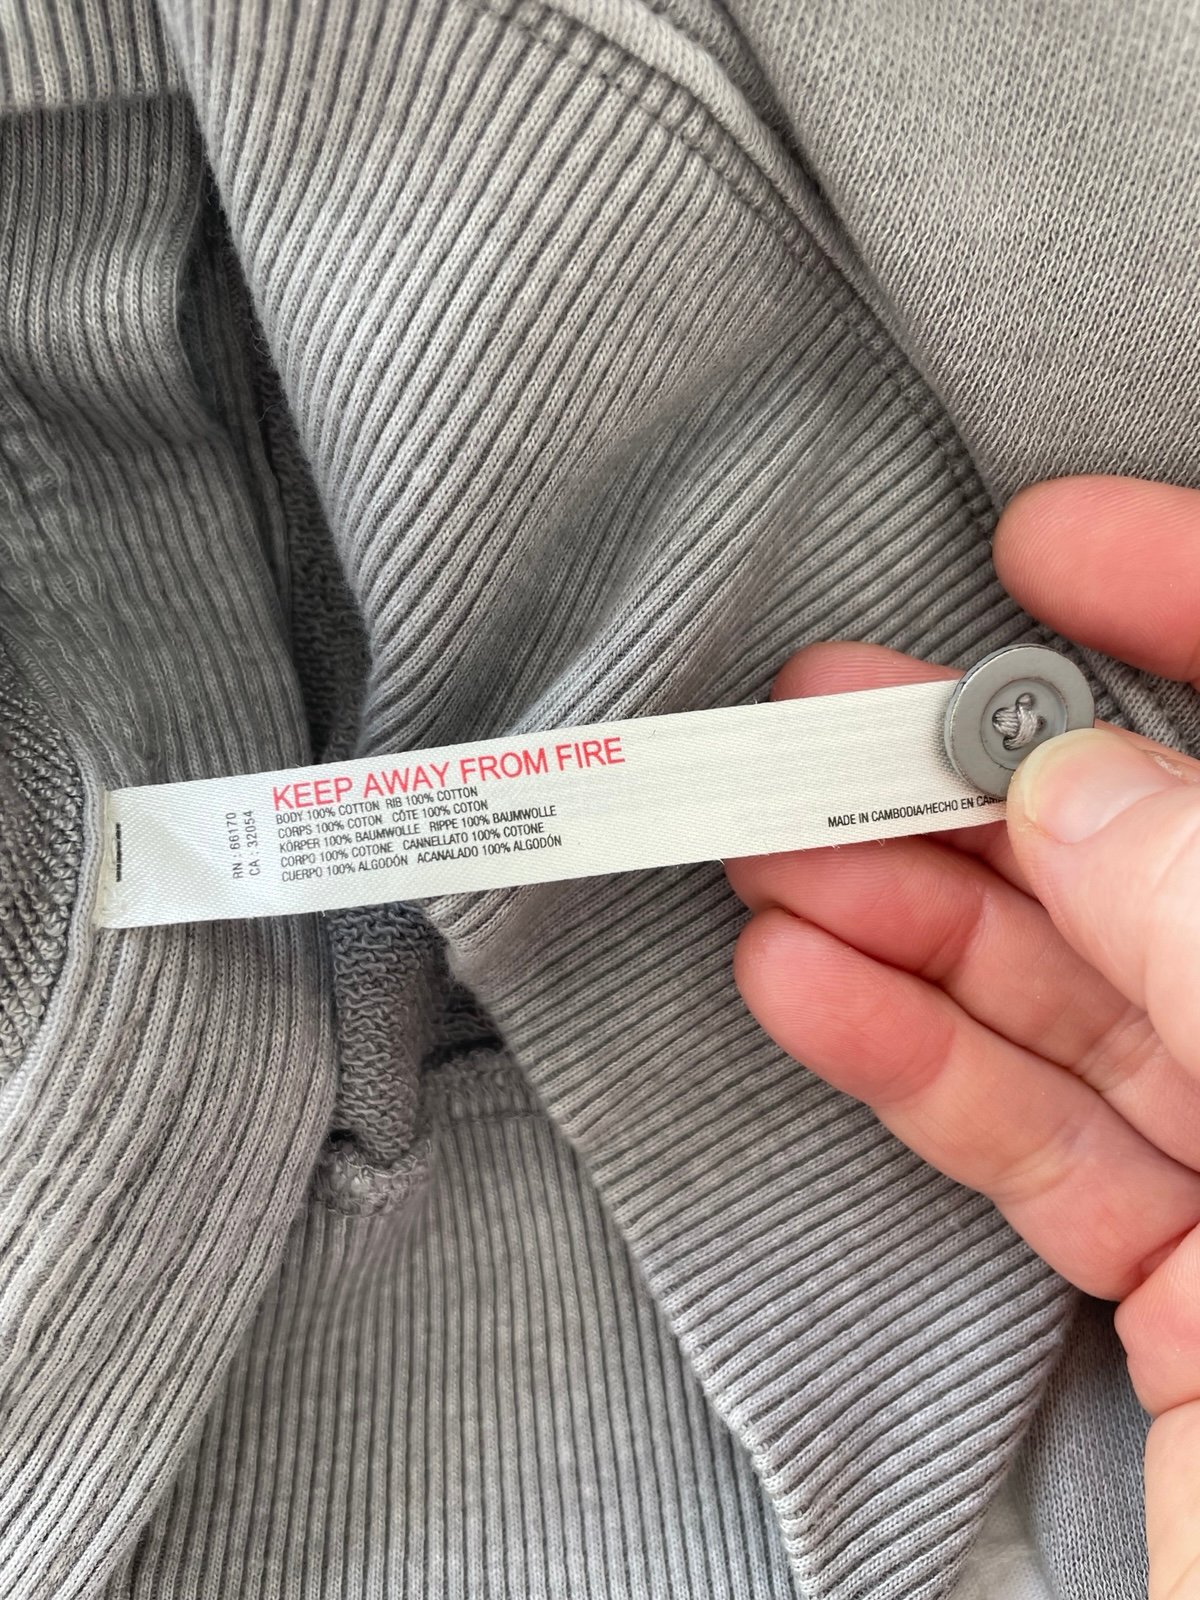 KEEP AWAY FROM FIRE
BODY 100% COTTON RIB 100% COTTON
CORPS 100% COTON CÔTE 100% COTON
KÖRPER 100% BAUMWOLLE RIPPE 100% BAUMWOLLE
CORPO 100% COTONE CANNELLATO 100% COTONE
CUERPO 100% ALGODÓN ACANALADO 100% ALGODÓN
RN : 66170
CA : 32054
MADE IN CAMBODIA/HECHO EN